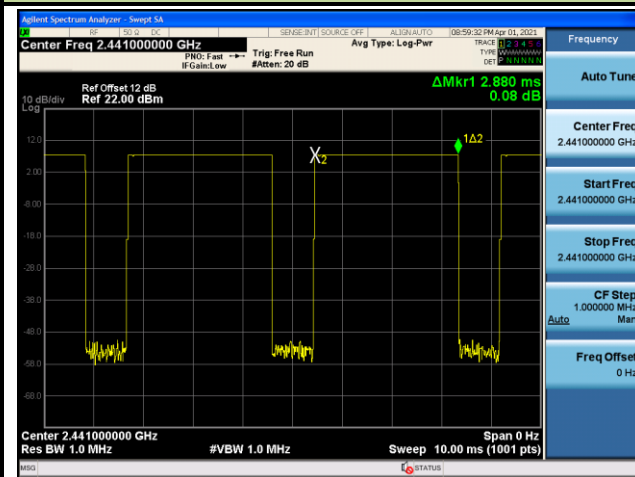 Agilent Spectrum Analyzer - Swept SA
RF 50 Ω DC SENSE:INT SOURCE OFF ALIGNAUTO 08:59:32 PM Apr 01, 2021
Center Freq 2.441000000 GHz
PNO: Fast
IFGain:Low
Trig: Free Run
#Atten: 20 dB
Avg Type: Log-Pwr
TRACE 1 2 3 4 5 6
TYPE
DET P N N N N N
Frequency
Ref Offset 12 dB
Ref 22.00 dBm
10 dB/div
Log
ΔMkr1 2.880 ms
0.08 dB
12.0
2.00
-8.00
-18.0
-28.0
-38.0
-48.0
-58.0
-68.0
X2
1Δ2
Center 2.441000000 GHz
Res BW 1.0 MHz
#VBW 1.0 MHz
Span 0 Hz
Sweep 10.00 ms (1001 pts)
MSG
STATUS
Auto Tune
Center Freq
2.441000000 GHz
Start Freq
2.441000000 GHz
Stop Freq
2.441000000 GHz
CF Step
1.000000 MHz
Auto Man
Freq Offset
0 Hz